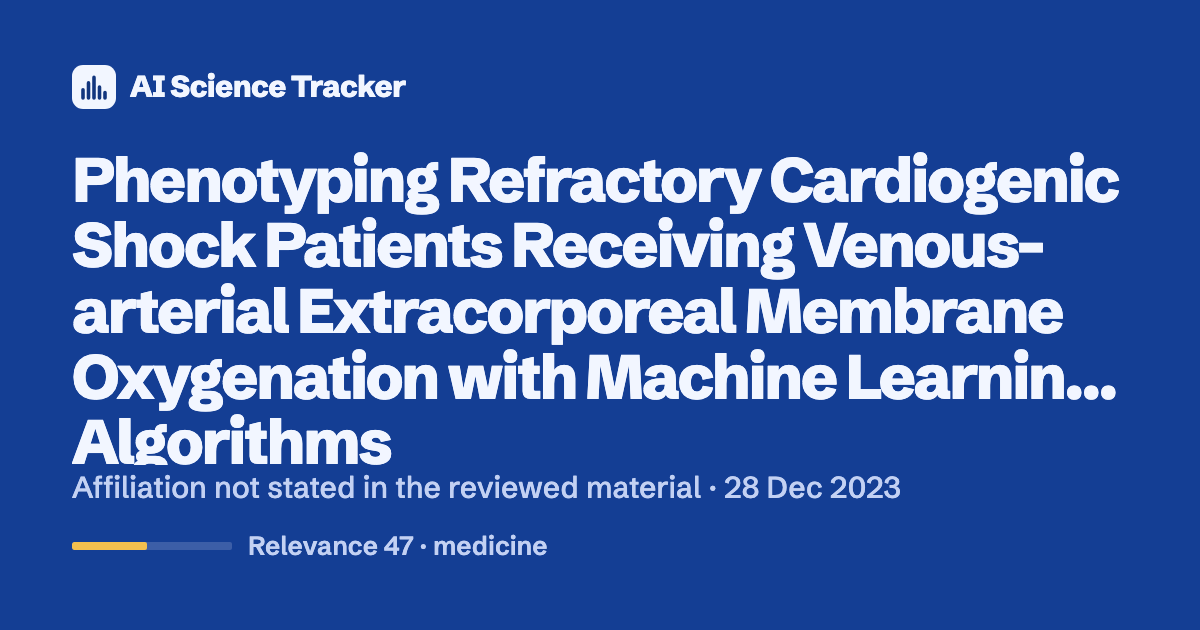 AI Science Tracker
Phenotyping Refractory Cardiogenic
Shock Patients Receiving Venous-
arterial Extracorporeal Membrane
Oxygenation with Machine Learnin...
Algorithms
Affiliation not stated in the reviewed material · 28 Dec 2023
Relevance 47 · medicine